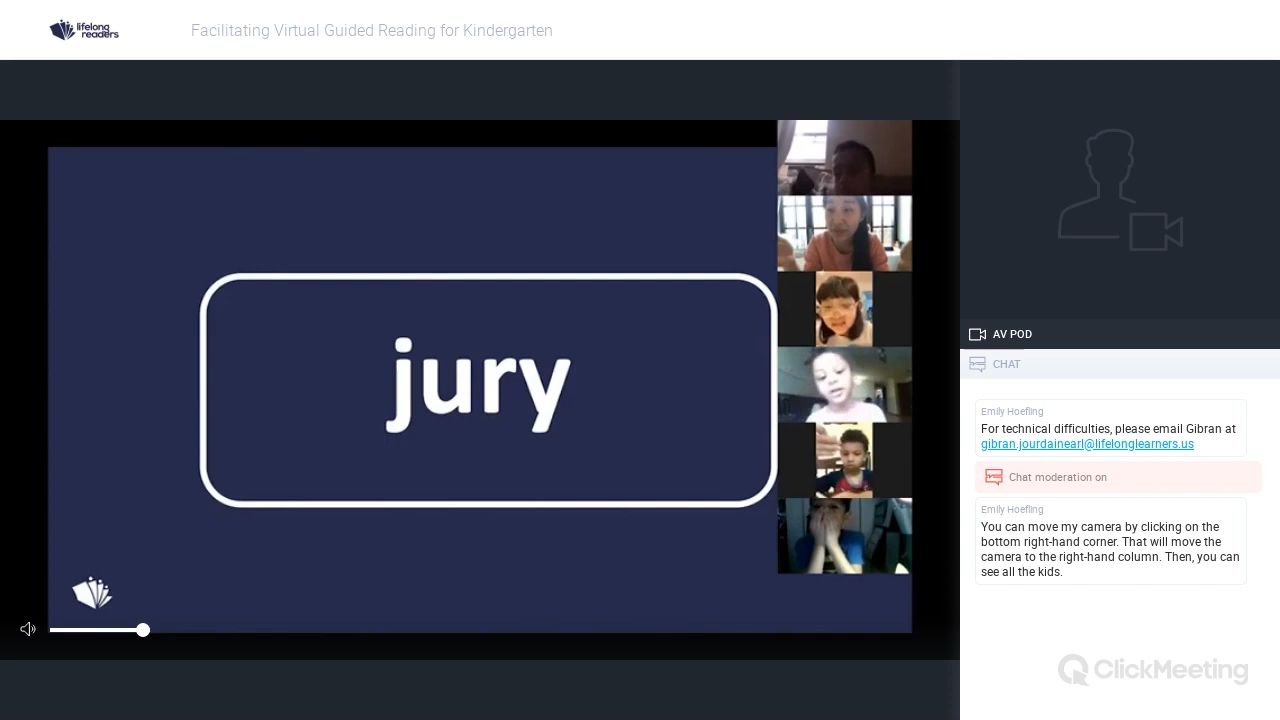 lifelong
readers
Facilitating Virtual Guided Reading for Kindergarten
jury
AV POD
CHAT
Emily Hoefling
For technical difficulties, please email Gibran at
gibran.jourdainearl@lifelonglearners.us
Chat moderation on
Emily Hoefling
You can move my camera by clicking on the
bottom right-hand corner. That will move the
camera to the right-hand column. Then, you can
see all the kids.
ClickMeeting